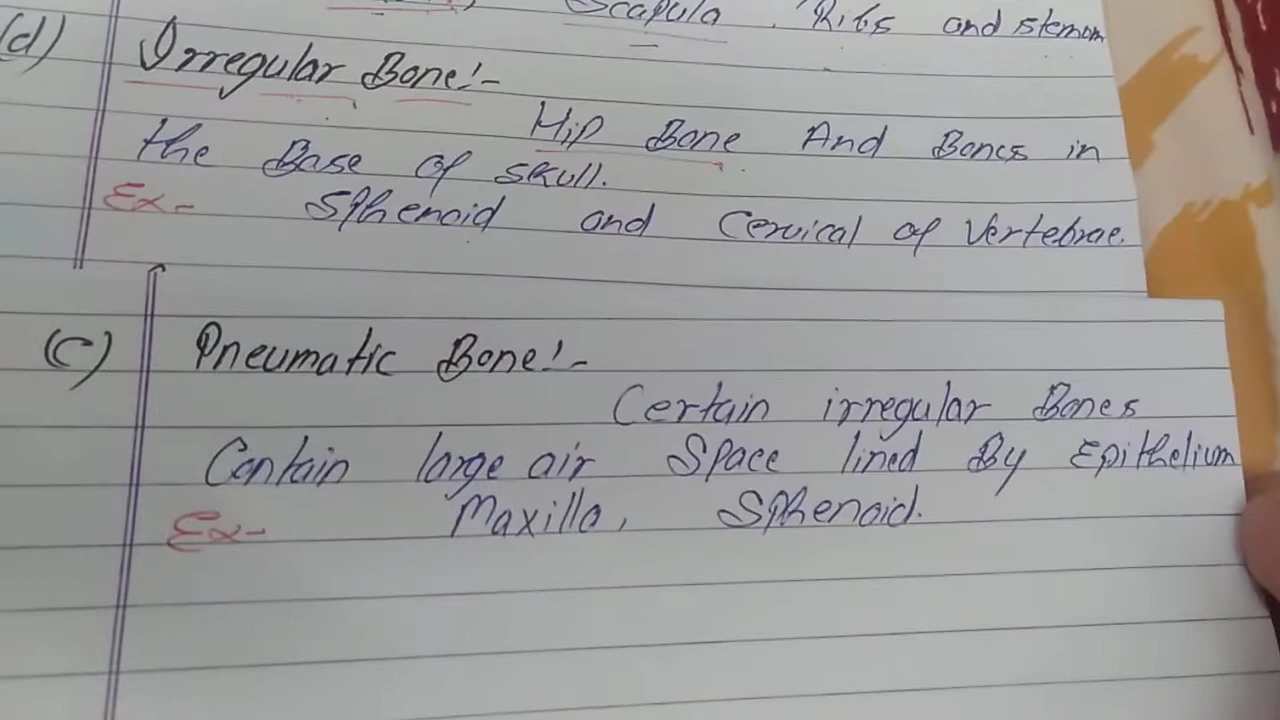 Scapula, Ribs and sternom
(d) Irregular Bone:-
Hip Bone And Bones in
the Base of skull.
Ex- Sphenoid and Cervical of Vertebrae.
(C) Pneumatic Bone:-
Certain irregular Bones
Contain large air Space lined By Epithelium
Ex- Maxilla, Sphenoid.